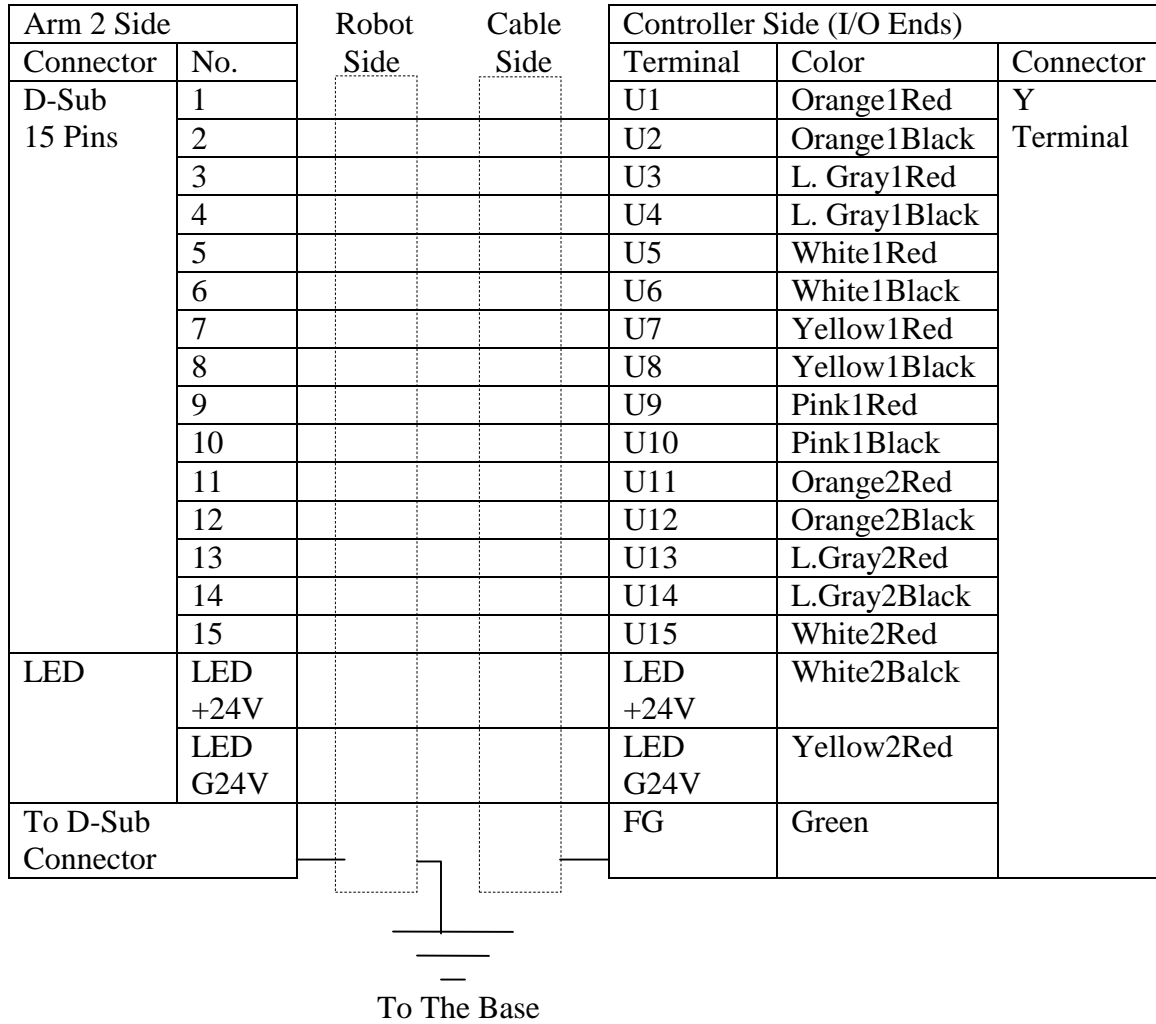 Arm 2 Side Robot Cable Controller Side (I/O Ends)
Connector No. Side Side Terminal Color Connector
D-Sub 1 U1 Orange1Red Y
15 Pins 2 U2 Orange1Black Terminal
3 U3 L. Gray1Red
4 U4 L. Gray1Black
5 U5 White1Red
6 U6 White1Black
7 U7 Yellow1Red
8 U8 Yellow1Black
9 U9 Pink1Red
10 U10 Pink1Black
11 U11 Orange2Red
12 U12 Orange2Black
13 U13 L.Gray2Red
14 U14 L.Gray2Black
15 U15 White2Red
LED LED LED White2Balck
+24V +24V
LED LED Yellow2Red
G24V G24V
To D-Sub FG Green
Connector
To The Base